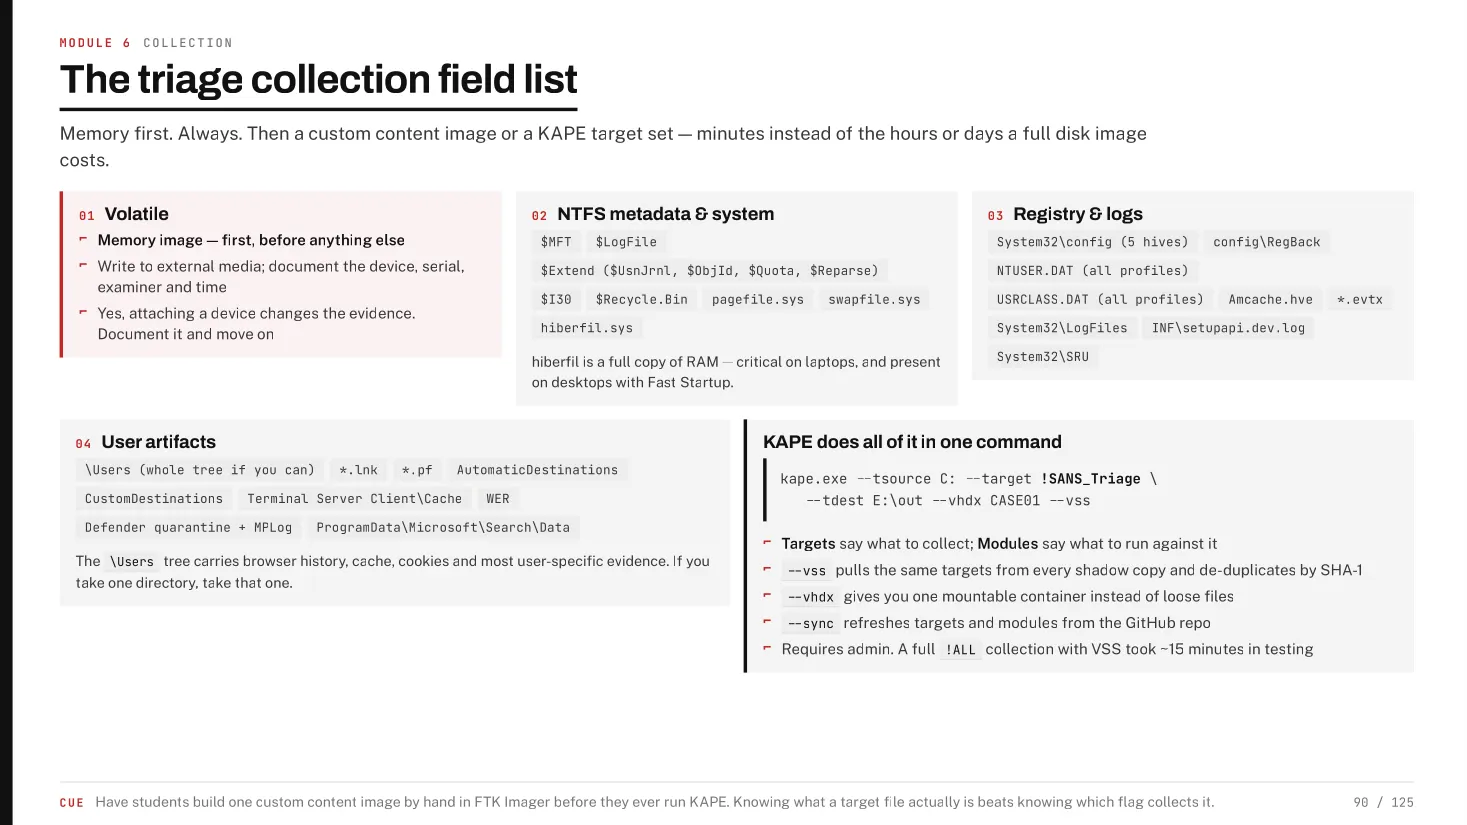 MODULE 6 COLLECTION
The triage collection field list
Memory first. Always. Then a custom content image or a KAPE target set — minutes instead of the hours or days a full disk image
costs.
01 Volatile
Memory image — first, before anything else
Write to external media; document the device, serial,
examiner and time
Yes, attaching a device changes the evidence.
Document it and move on
02 NTFS metadata & system
$MFT $LogFile
$Extend ($UsnJrnl, $ObjId, $Quota, $Reparse)
$I30 $Recycle.Bin pagefile.sys swapfile.sys
hiberfil.sys
hiberfil is a full copy of RAM — critical on laptops, and present
on desktops with Fast Startup.
03 Registry & logs
System32\config (5 hives) config\RegBack
NTUSER.DAT (all profiles)
USRCLASS.DAT (all profiles) Amcache.hve *.evtx
System32\LogFiles INF\setupapi.dev.log
System32\SRU
04 User artifacts
\Users (whole tree if you can) *.lnk *.pf AutomaticDestinations
CustomDestinations Terminal Server Client\Cache WER
Defender quarantine + MPLog ProgramData\Microsoft\Search\Data
The \Users tree carries browser history, cache, cookies and most user-specific evidence. If you
take one directory, take that one.
KAPE does all of it in one command
kape.exe --tsource C: --target !SANS_Triage \
--tdest E:\out --vhdx CASE01 --vss
Targets say what to collect; Modules say what to run against it
--vss pulls the same targets from every shadow copy and de-duplicates by SHA-1
--vhdx gives you one mountable container instead of loose files
--sync refreshes targets and modules from the GitHub repo
Requires admin. A full !ALL collection with VSS took ~15 minutes in testing
CUE Have students build one custom content image by hand in FTK Imager before they ever run KAPE. Knowing what a target file actually is beats knowing which flag collects it.
90 / 125